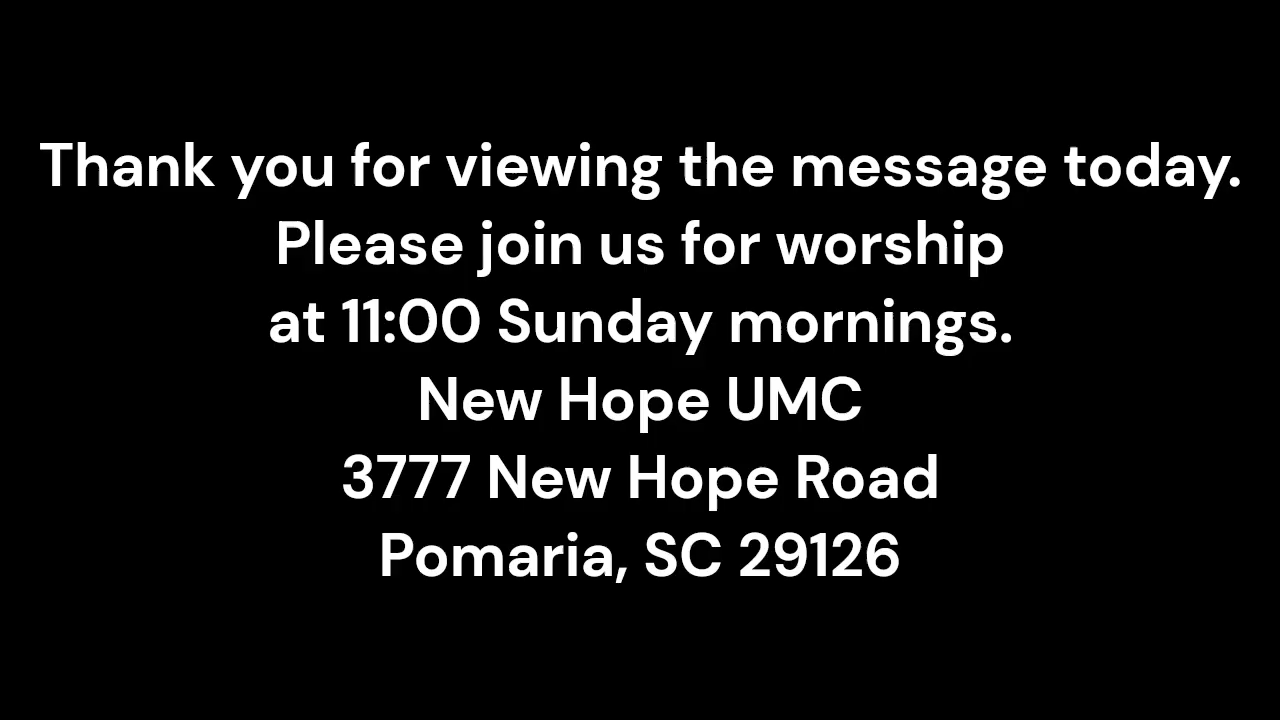 Thank you for viewing the message today.
Please join us for worship
at 11:00 Sunday mornings.
New Hope UMC
3777 New Hope Road
Pomaria, SC 29126